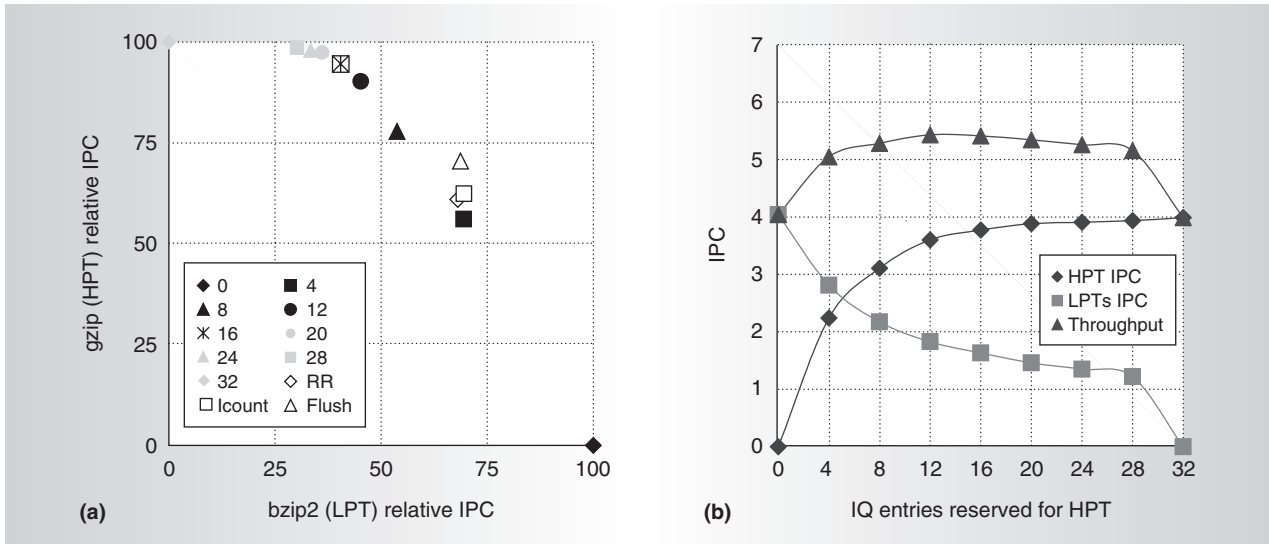 100
75
50
25
0
gzip (HPT) relative IPC
0 4
8 12
16 20
24 28
32 RR
Icount Flush
0 25 50 75 100
(a) bzip2 (LPT) relative IPC
7
6
5
4
3
2
1
0
IPC
HPT IPC
LPTs IPC
Throughput
0 4 8 12 16 20 24 28 32
(b) IQ entries reserved for HPT